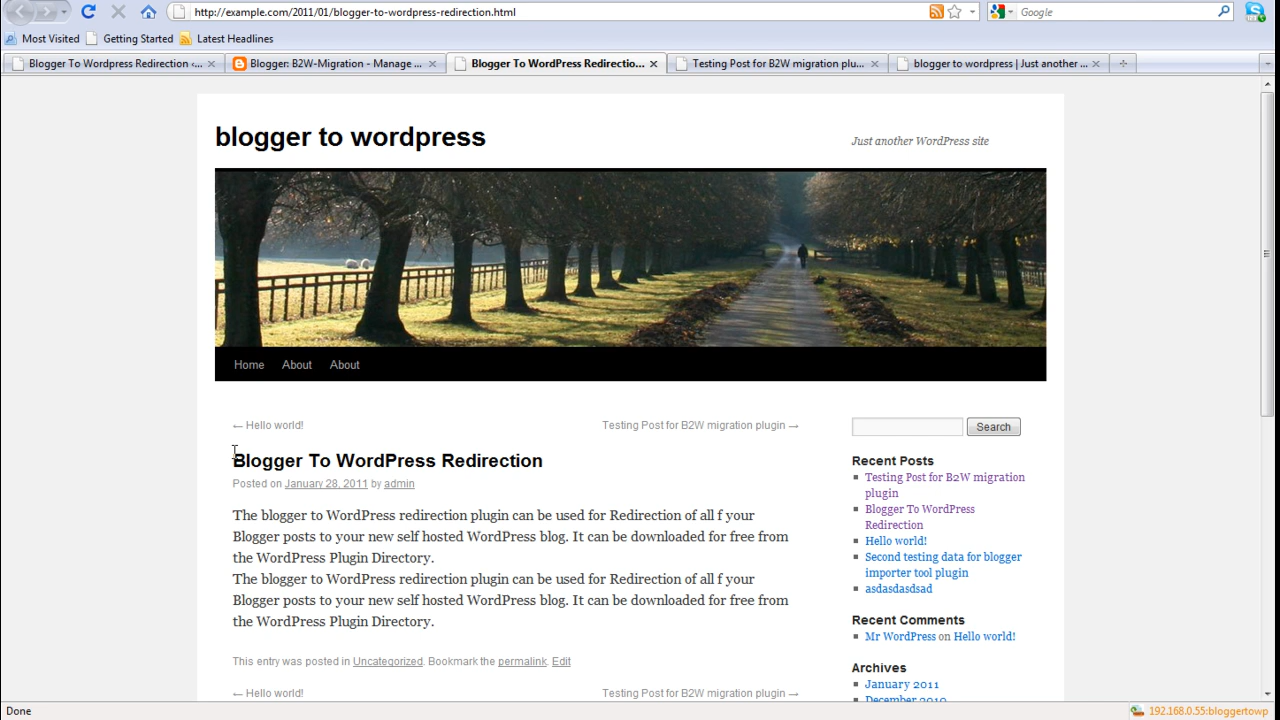 http://example.com/2011/01/blogger-to-wordpress-redirection.html
Google
Most Visited
Getting Started
Latest Headlines
Blogger To Wordpress Redirection ‹...
Blogger: B2W-Migration - Manage ...
Blogger To WordPress Redirectio...
Testing Post for B2W migration plu...
blogger to wordpress | Just another ...
blogger to wordpress
Just another WordPress site
Home
About
About
← Hello world!
Testing Post for B2W migration plugin →
Blogger To WordPress Redirection
Posted on January 28, 2011 by admin
The blogger to WordPress redirection plugin can be used for Redirection of all f your
Blogger posts to your new self hosted WordPress blog. It can be downloaded for free from
the WordPress Plugin Directory.
The blogger to WordPress redirection plugin can be used for Redirection of all f your
Blogger posts to your new self hosted WordPress blog. It can be downloaded for free from
the WordPress Plugin Directory.
This entry was posted in Uncategorized. Bookmark the permalink. Edit
← Hello world!
Testing Post for B2W migration plugin →
Search
Recent Posts
Testing Post for B2W migration
plugin
Blogger To WordPress
Redirection
Hello world!
Second testing data for blogger
importer tool plugin
asdasdasdsad
Recent Comments
Mr WordPress on Hello world!
Archives
January 2011
December 2010
Done
192.168.0.55:bloggertowp